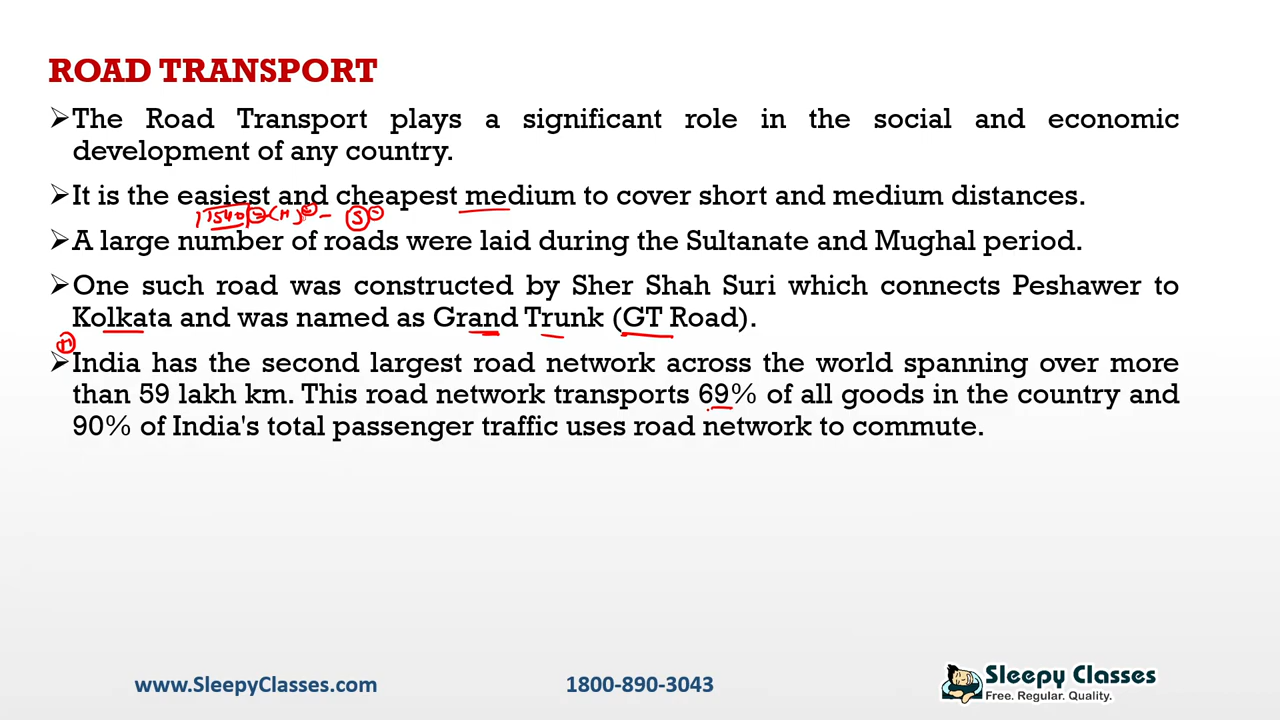 ROAD TRANSPORT
➢The Road Transport plays a significant role in the social and economic
development of any country.
➢It is the easiest and cheapest medium to cover short and medium distances.
➢A large number of roads were laid during the Sultanate and Mughal period.
➢One such road was constructed by Sher Shah Suri which connects Peshawer to
Kolkata and was named as Grand Trunk (GT Road).
➢India has the second largest road network across the world spanning over more
than 59 lakh km. This road network transports 69% of all goods in the country and
90% of India's total passenger traffic uses road network to commute.
www.SleepyClasses.com
1800-890-3043
Sleepy Classes
Free. Regular. Quality.